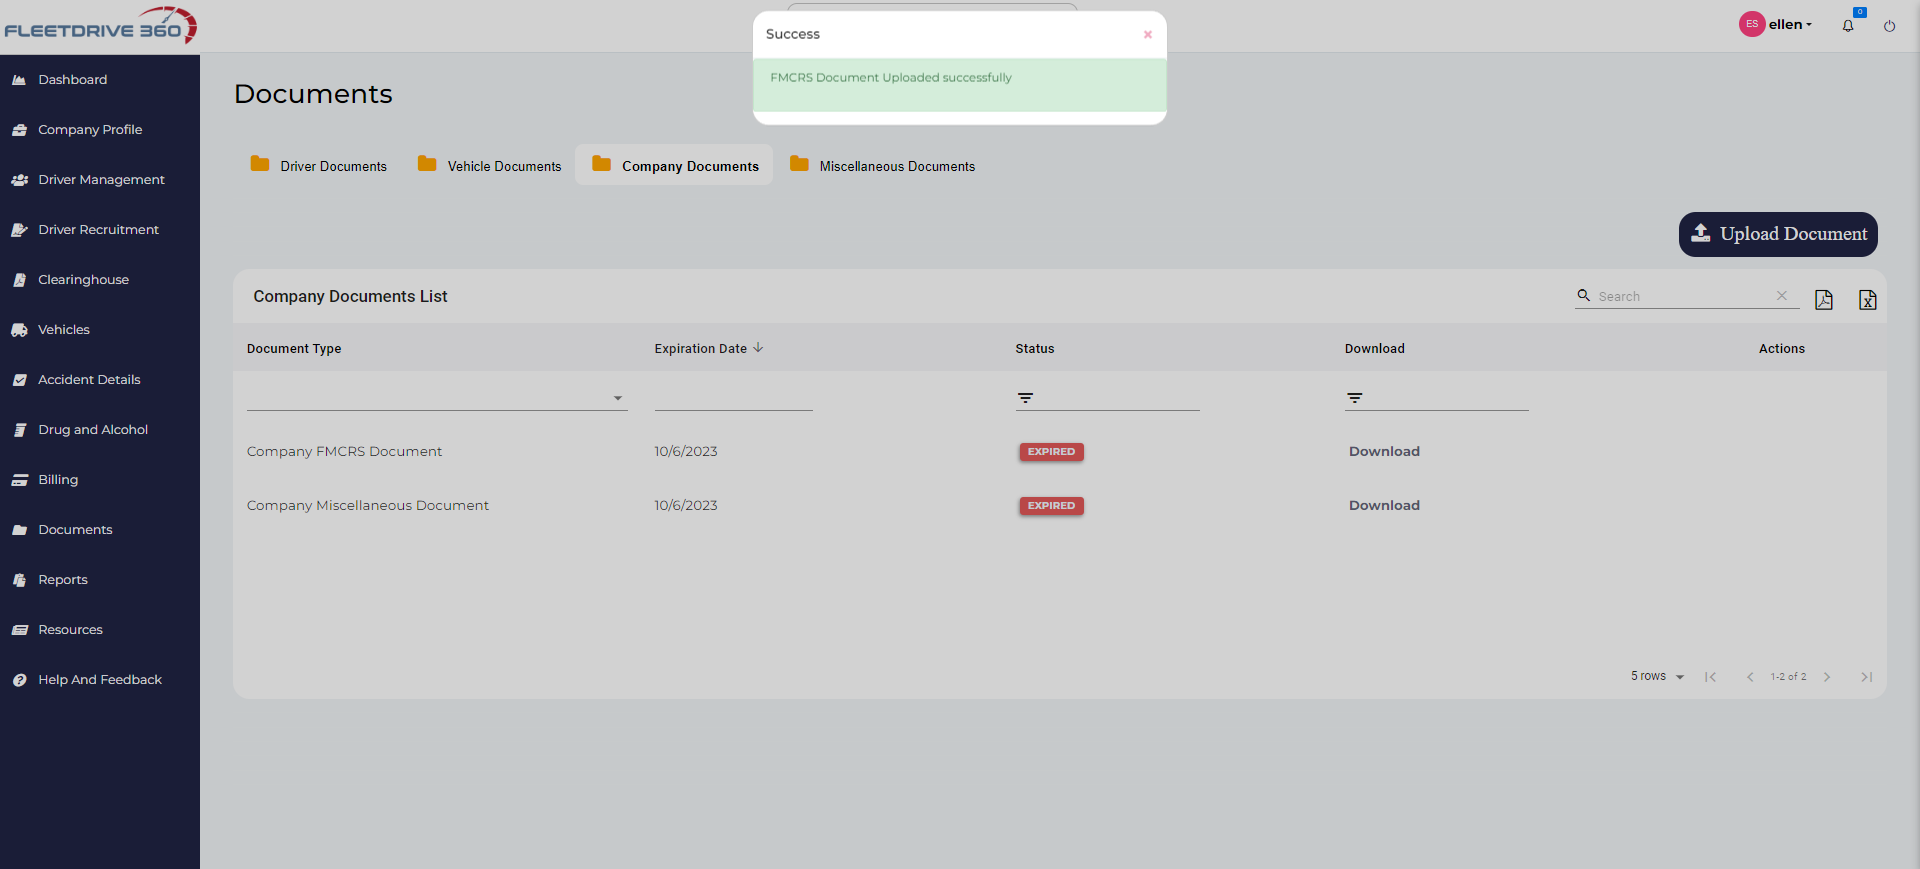 FLEETDRIVE 360
Success
×
FMCRS Document Uploaded successfully
ES ellen
0
Dashboard
Company Profile
Driver Management
Driver Recruitment
Clearinghouse
Vehicles
Accident Details
Drug and Alcohol
Billing
Documents
Reports
Resources
Help And Feedback
Documents
Driver Documents
Vehicle Documents
Company Documents
Miscellaneous Documents
Upload Document
Company Documents List
Search
Document Type Expiration Date Status Download Actions
Company FMCRS Document 10/6/2023 EXPIRED Download
Company Miscellaneous Document 10/6/2023 EXPIRED Download
5 rows 1-2 of 2